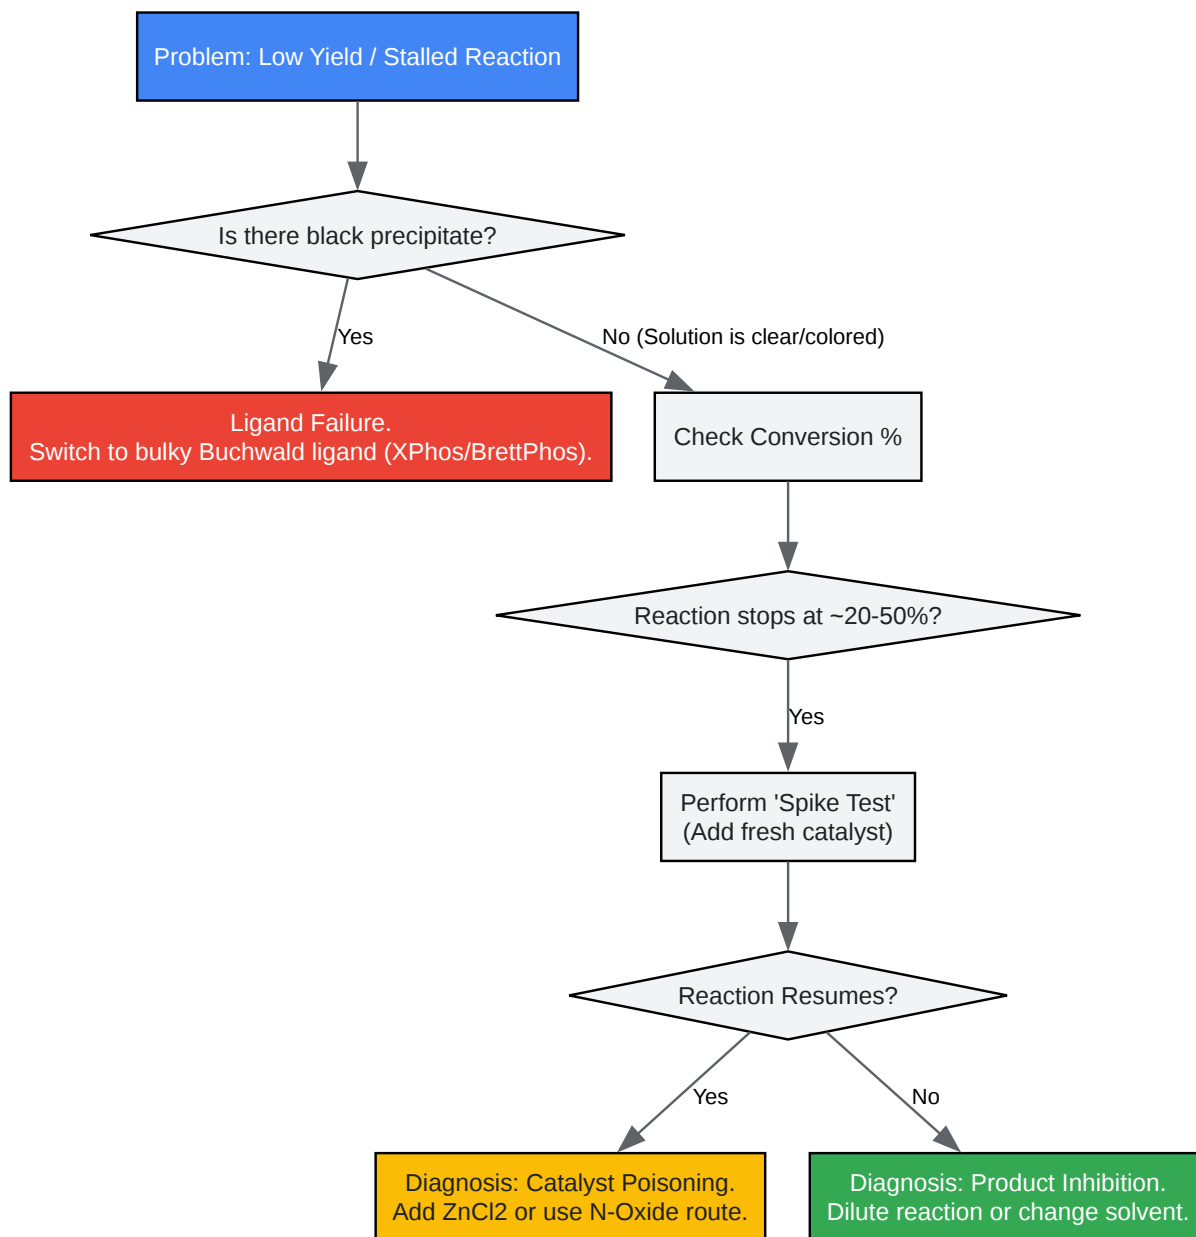 Problem: Low Yield / Stalled Reaction
Is there black precipitate?
Yes
No (Solution is clear/colored)
Ligand Failure.
Switch to bulky Buchwald ligand (XPhos/BrettPhos).
Check Conversion %
Reaction stops at ~20-50%?
Yes
Perform 'Spike Test'
(Add fresh catalyst)
Reaction Resumes?
Yes
No
Diagnosis: Catalyst Poisoning.
Add ZnCl2 or use N-Oxide route.
Diagnosis: Product Inhibition.
Dilute reaction or change solvent.